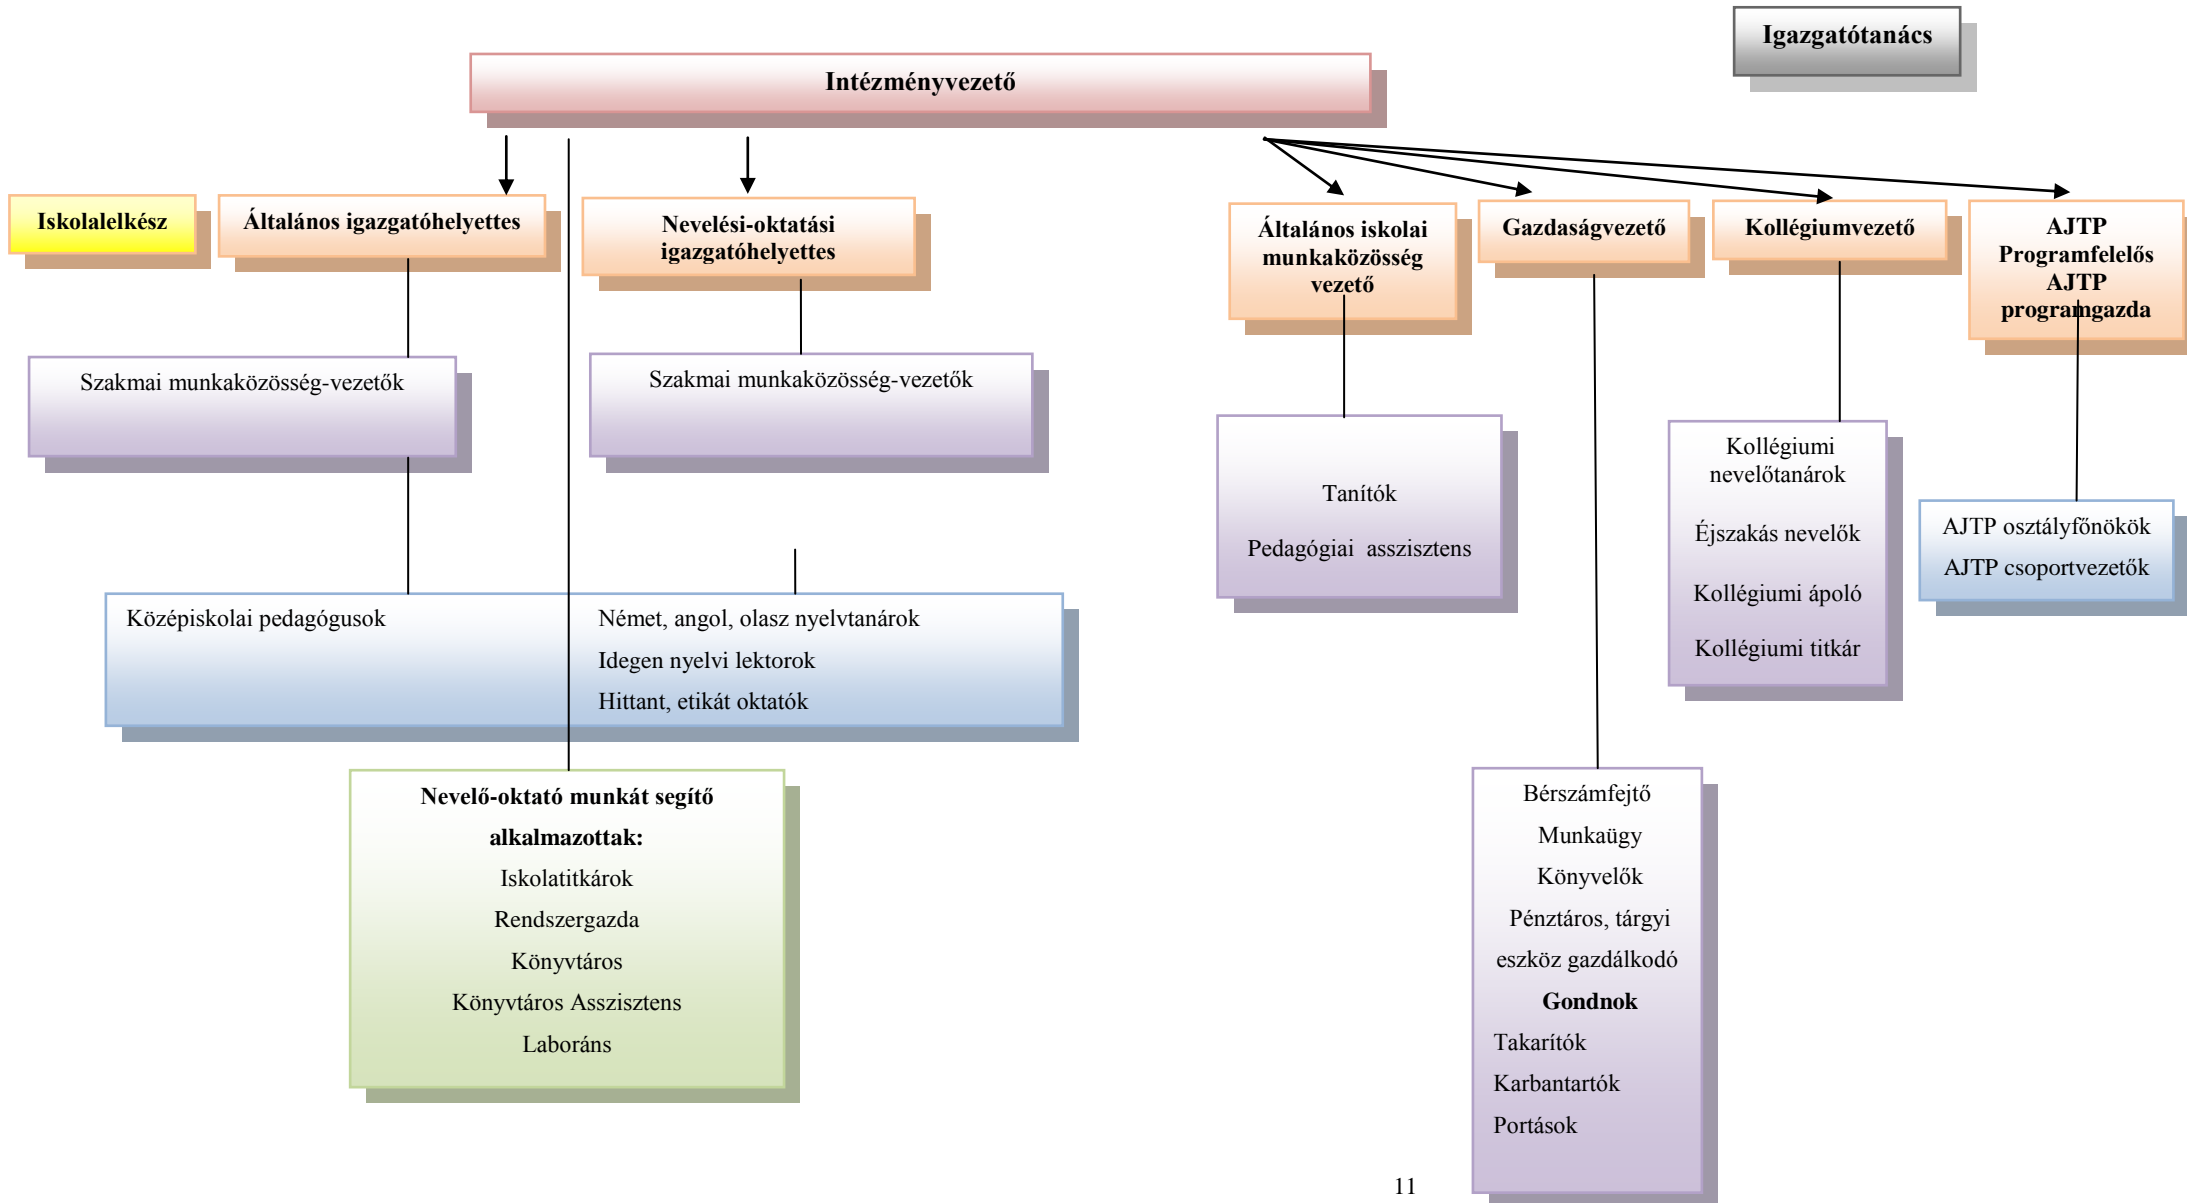 Igazgatótanács
Intézményvezető
Iskolalelkész
Általános igazgatóhelyettes
Nevelési-oktatási
igazgatóhelyettes
Általános iskolai
munkaközösség
vezető
Gazdaságvezető
Kollégiumvezető
AJTP
Programfelelős
AJTP
programgazda
Szakmai munkaközösség-vezetők
Szakmai munkaközösség-vezetők
Tanítók
Pedagógiai asszisztens
Kollégiumi
nevelőtanárok
Éjszakás nevelők
Kollégiumi ápoló
Kollégiumi titkár
AJTP osztályfőnökök
AJTP csoportvezetők
Középiskolai pedagógusok
Német, angol, olasz nyelvtanárok
Idegen nyelvi lektorok
Hittant, etikát oktatók
Nevelő-oktató munkát segítő
alkalmazottak:
Iskolatitkárok
Rendszergazda
Könyvtáros
Könyvtáros Asszisztens
Laboráns
Bérszámfejtő
Munkaügy
Könyvelők
Pénztáros, tárgyi
eszköz gazdálkodó
Gondnok
Takarítók
Karbantartók
Portások
11